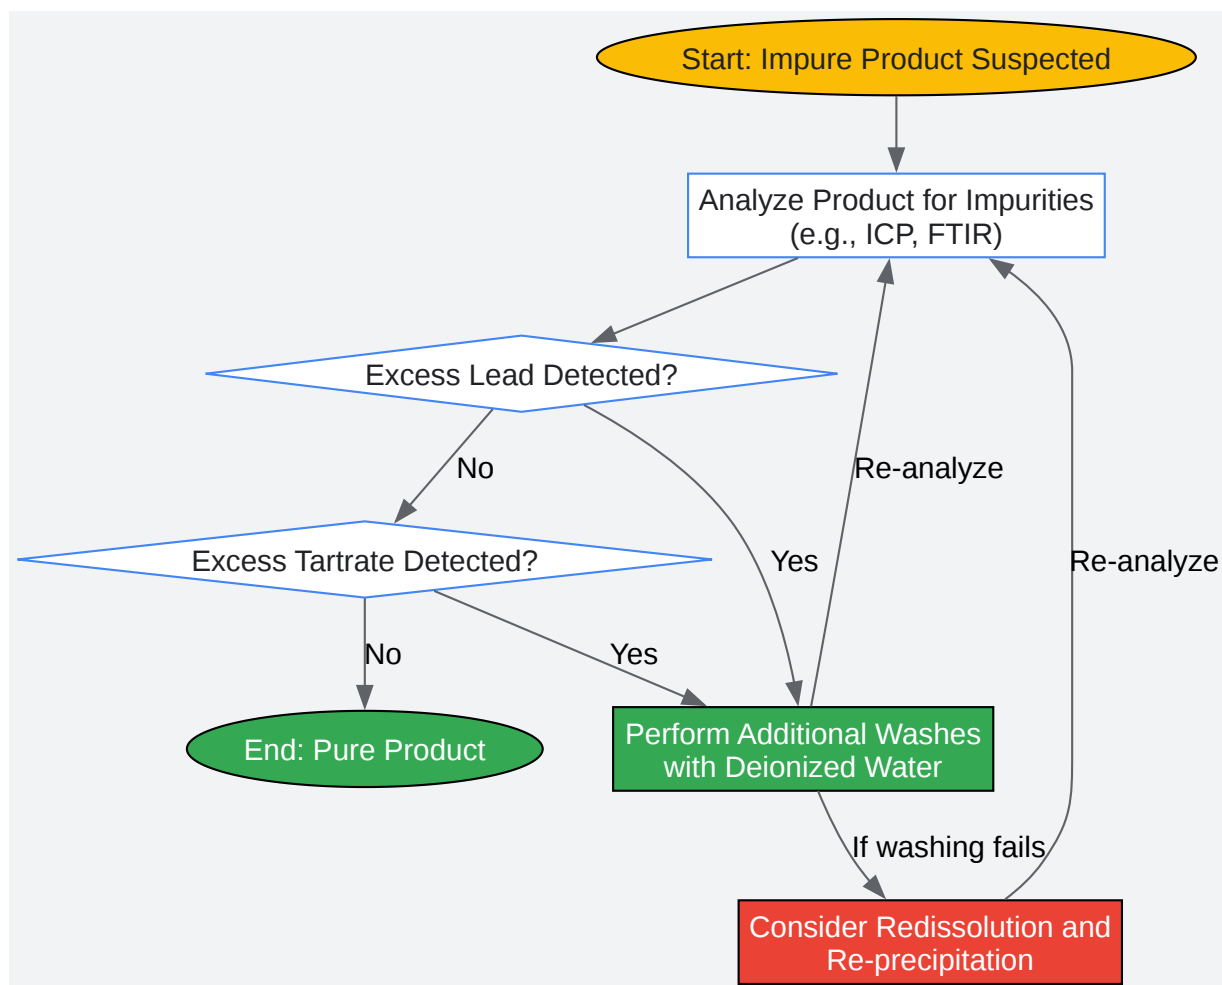 Start: Impure Product Suspected
Analyze Product for Impurities
(e.g., ICP, FTIR)
Excess Lead Detected?
No
Re-analyze
Excess Tartrate Detected?
Yes
Re-analyze
No
Yes
End: Pure Product
Perform Additional Washes
with Deionized Water
If washing fails
Consider Redissolution and
Re-precipitation